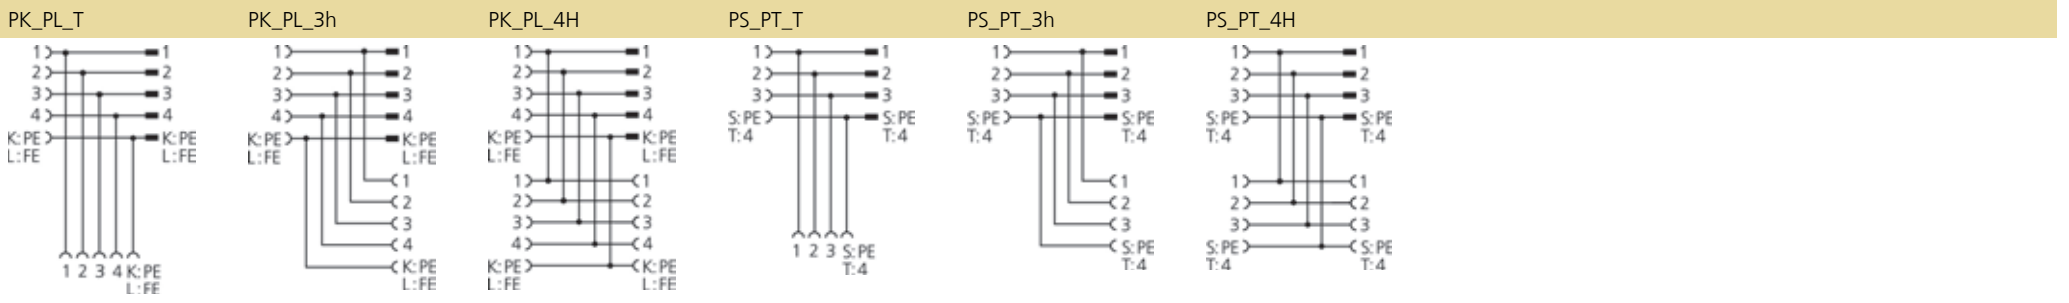 PK_PL_T PK_PL_3h PK_PL_4H PS_PT_T PS_PT_3h PS_PT_4H
1 1 1 1 1 1 1 1 1 1 1 1
2 2 2 2 2 2 2 2 2 2 2 2
3 3 3 3 3 3 3 3 3 3 3 3
4 4 4 4 4 4 S:PE S:PE S:PE S:PE S:PE S:PE
K:PE K:PE K:PE K:PE K:PE K:PE T:4 T:4 T:4 T:4 T:4 T:4
L:FE L:FE L:FE L:FE L:FE L:FE
1 1 1 1 1 1
2 2 2 2 2 2
3 3 3 3 3 3
4 4 4 1 2 3 S:PE S:PE S:PE S:PE
1 2 3 4 K:PE K:PE K:PE K:PE T:4 T:4 T:4 T:4
L:FE L:FE L:FE L:FE